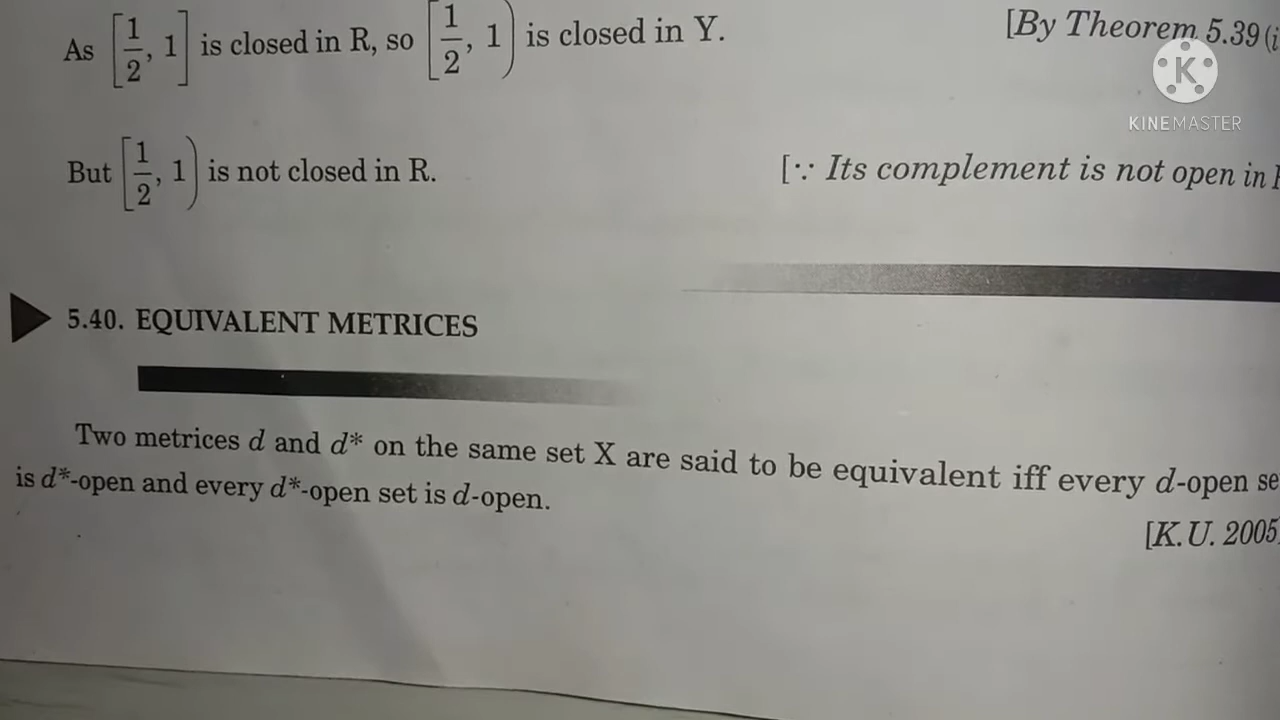 As [1/2, 1] is closed in R, so [1/2, 1) is closed in Y. [By Theorem 5.39(i
K
KINEMASTER
But [1/2, 1) is not closed in R. [∵ Its complement is not open in
5.40. EQUIVALENT METRICES
Two metrices d and d* on the same set X are said to be equivalent iff every d-open se
is d*-open and every d*-open set is d-open.
[K.U. 2005]